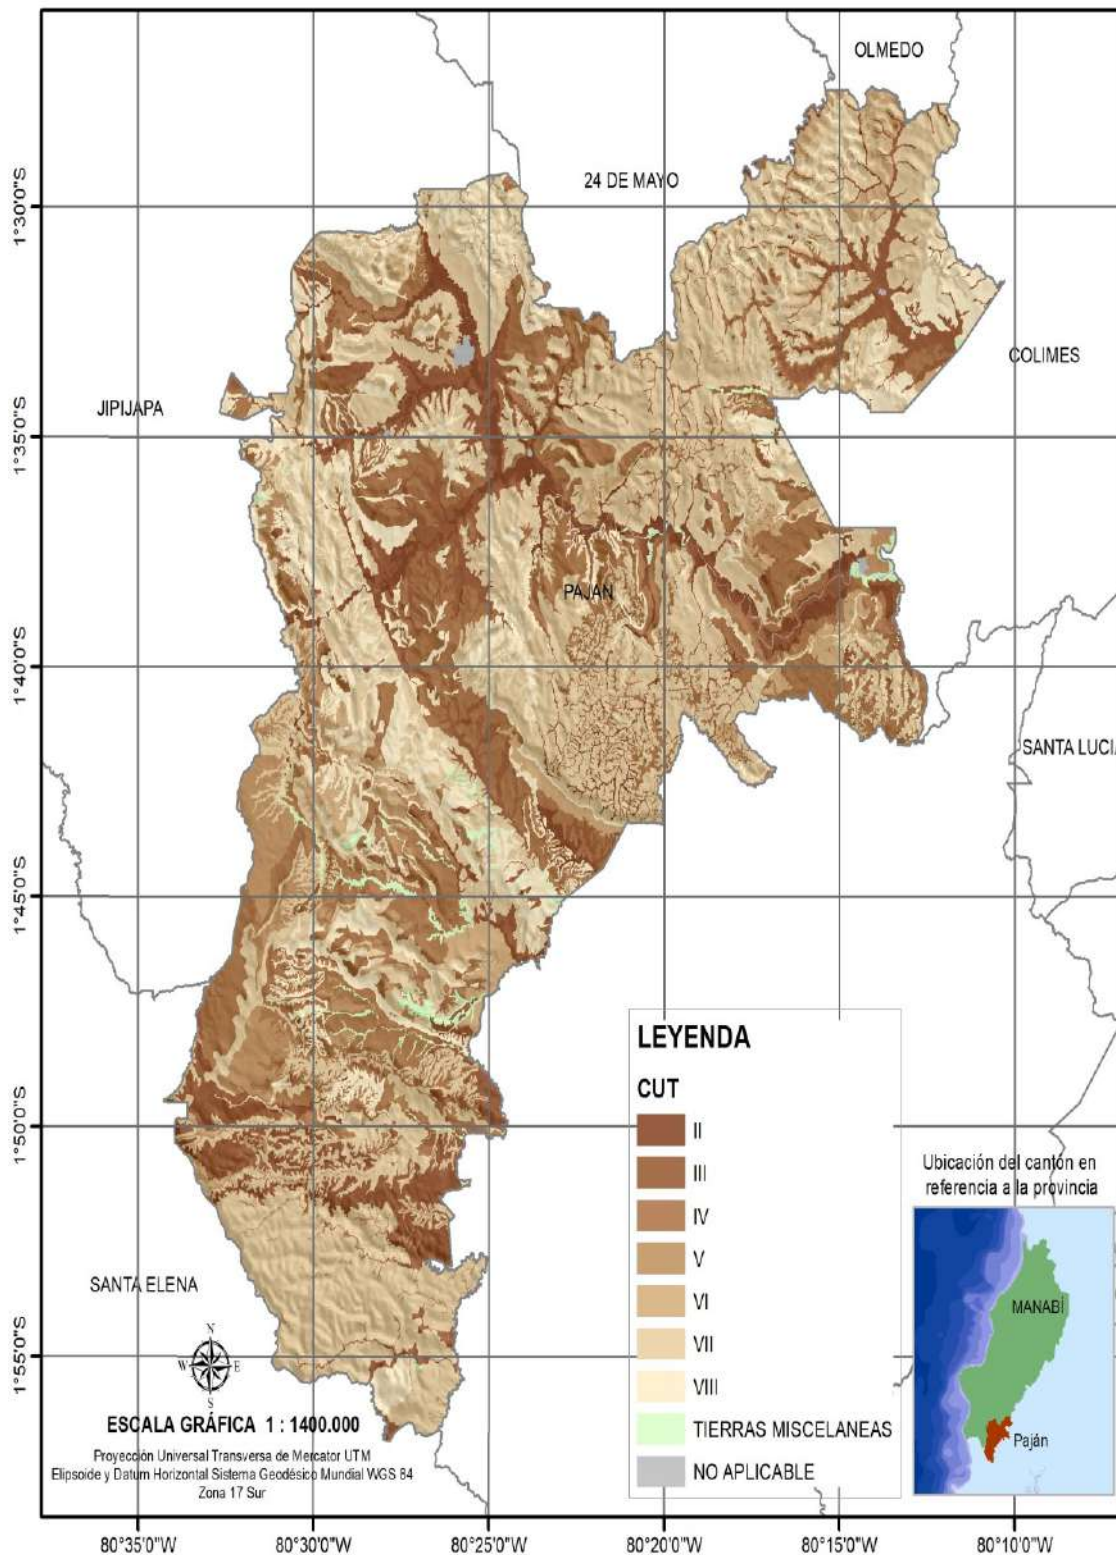 OLMEDO
24 DE MAYO
1°30'0"S
COLIMES
JIPIJAPA
1°35'0"S
PAJAN
1°40'0"S
SANTA LUCIA
1°45'0"S
LEYENDA
CUT
II
III
IV
V
VI
VII
VIII
TIERRAS MISCELANEAS
NO APLICABLE
1°50'0"S
Ubicación del cantón en
referencia a la provincia
MANABÍ
Paján
SANTA ELENA
N
W E
S
1°55'0"S
ESCALA GRÁFICA 1 : 1400.000
Proyección Universal Transversa de Mercator UTM
Elipsoide y Datum Horizontal Sistema Geodésico Mundial WGS 84
Zona 17 Sur
80°35'0"W 80°30'0"W 80°25'0"W 80°20'0"W 80°15'0"W 80°10'0"W